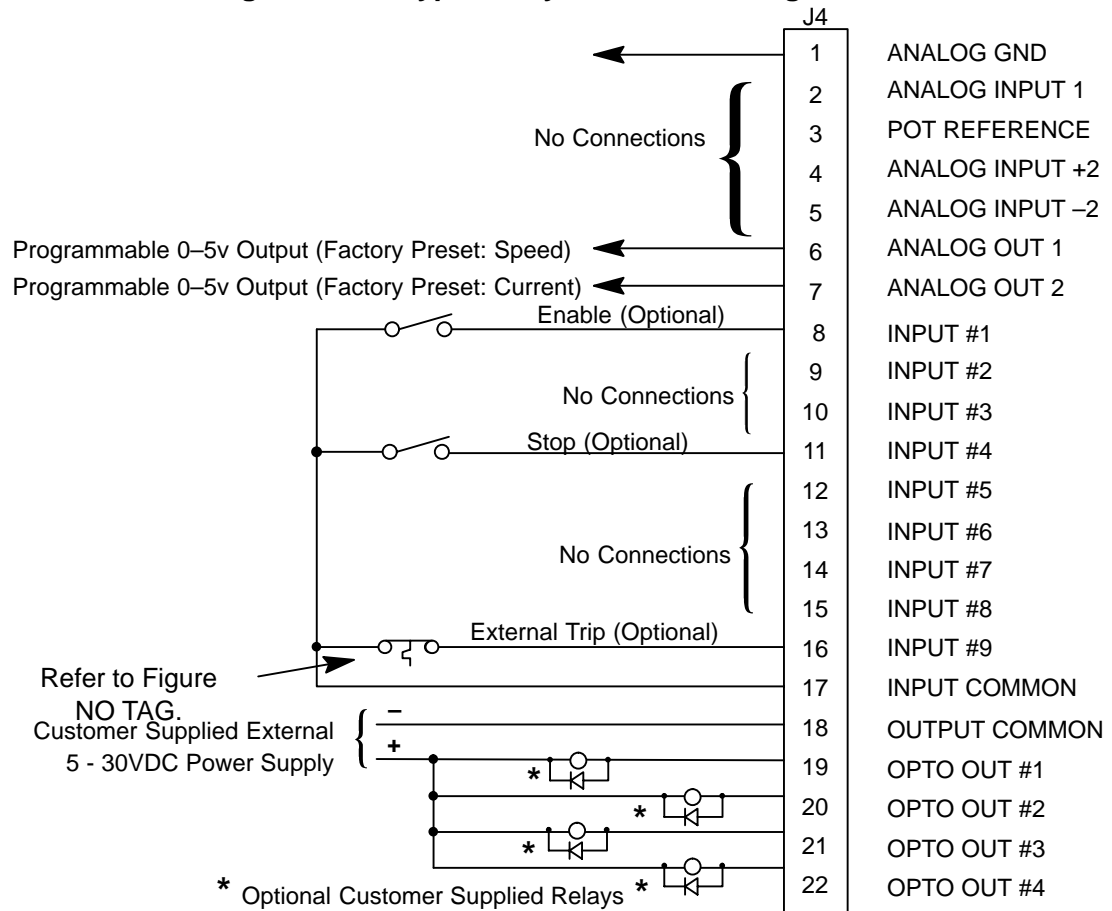 J4
1 ANALOG GND
2 ANALOG INPUT 1
No Connections
3 POT REFERENCE
4 ANALOG INPUT +2
5 ANALOG INPUT –2
Programmable 0–5v Output (Factory Preset: Speed) 6 ANALOG OUT 1
Programmable 0–5v Output (Factory Preset: Current) 7 ANALOG OUT 2
Enable (Optional) 8 INPUT #1
9 INPUT #2
No Connections
10 INPUT #3
Stop (Optional) 11 INPUT #4
12 INPUT #5
13 INPUT #6
No Connections
14 INPUT #7
15 INPUT #8
External Trip (Optional) 16 INPUT #9
Refer to Figure
NO TAG.
17 INPUT COMMON
Customer Supplied External
5 - 30VDC Power Supply
– 18 OUTPUT COMMON
+
* 19 OPTO OUT #1
* 20 OPTO OUT #2
* 21 OPTO OUT #3
* 22 OPTO OUT #4
* Optional Customer Supplied Relays